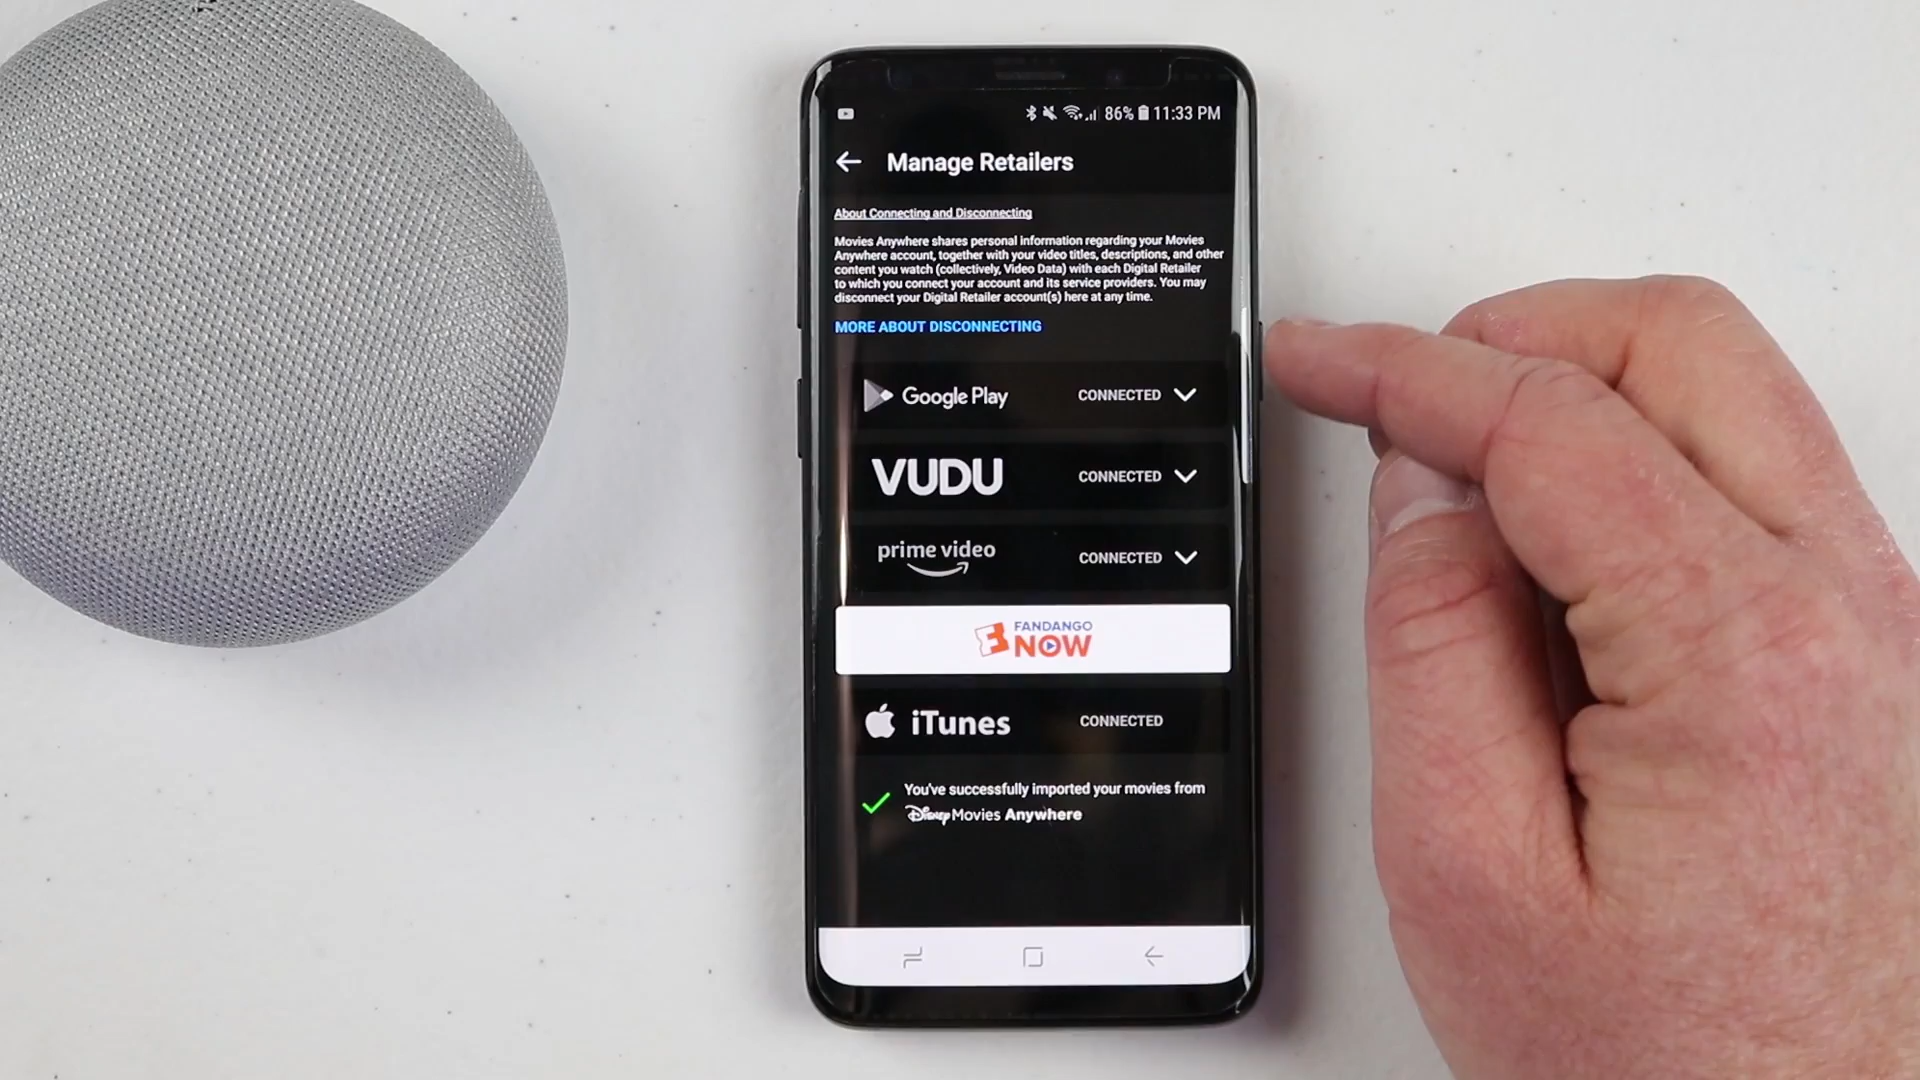 86% 11:33 PM
Manage Retailers
About Connecting and Disconnecting
Movies Anywhere shares personal information regarding your Movies
Anywhere account, together with your video titles, descriptions, and other
content you watch (collectively, Video Data) with each Digital Retailer
to which you connect your account and its service providers. You may
disconnect your Digital Retailer account(s) here at any time.
MORE ABOUT DISCONNECTING
Google Play CONNECTED
VUDU CONNECTED
prime video CONNECTED
FANDANGO
NOW
iTunes CONNECTED
You've successfully imported your movies from
Disney Movies Anywhere